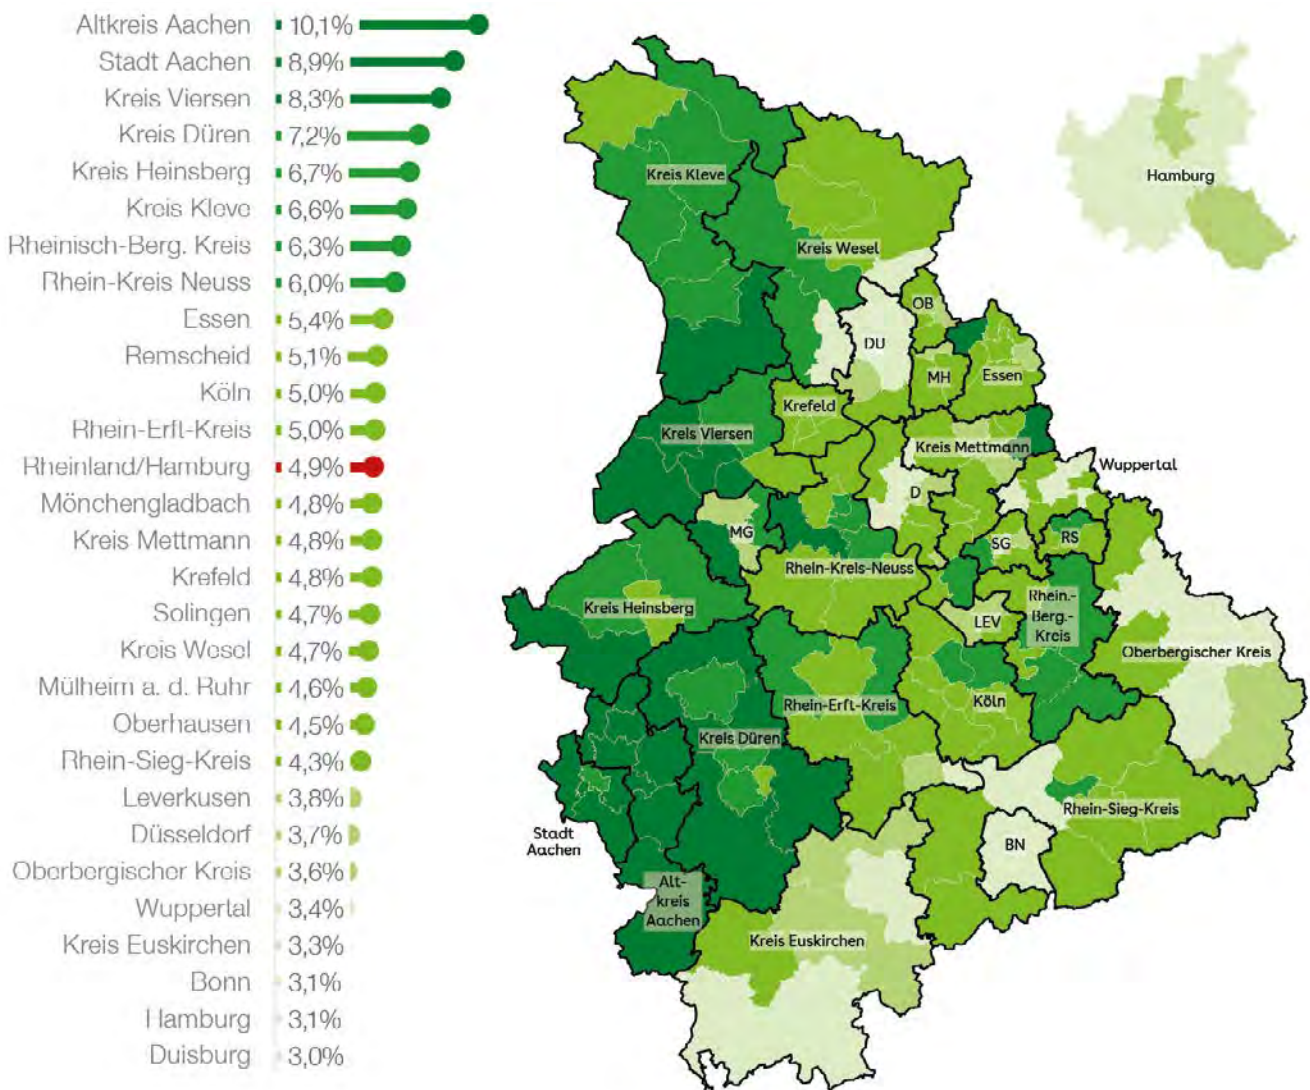 Altkreis Aachen 10,1%
Stadt Aachen 8,9%
Kreis Viersen 8,3%
Kreis Düren 7,2%
Kreis Heinsberg 6,7%
Kreis Kleve 6,6%
Rheinisch-Berg. Kreis 6,3%
Rhein-Kreis Neuss 6,0%
Essen 5,4%
Remscheid 5,1%
Köln 5,0%
Rhein-Erft-Kreis 5,0%
Rheinland/Hamburg 4,9%
Mönchengladbach 4,8%
Kreis Mettmann 4,8%
Krefeld 4,8%
Solingen 4,7%
Kreis Wesel 4,7%
Mülheim a. d. Ruhr 4,6%
Oberhausen 4,5%
Rhein-Sieg-Kreis 4,3%
Leverkusen 3,8%
Düsseldorf 3,7%
Oberbergischer Kreis 3,6%
Wuppertal 3,4%
Kreis Euskirchen 3,3%
Bonn 3,1%
Hamburg 3,1%
Duisburg 3,0%
Kreis Kleve
Hamburg
Kreis Wesel
OB
DU
MH
Essen
Krefeld
Kreis Viersen
Kreis Mettmann
Wuppertal
D
MG
SG
RS
Rhein-Kreis-Neuss
Kreis Heinsberg
LEV
Rhein.-
Berg.-
Kreis
Oberbergischer Kreis
Rhein-Erft-Kreis
Köln
Kreis Düren
Rhein-Sieg-Kreis
Stadt
Aachen
BN
Alt-
kreis
Aachen
Kreis Euskirchen